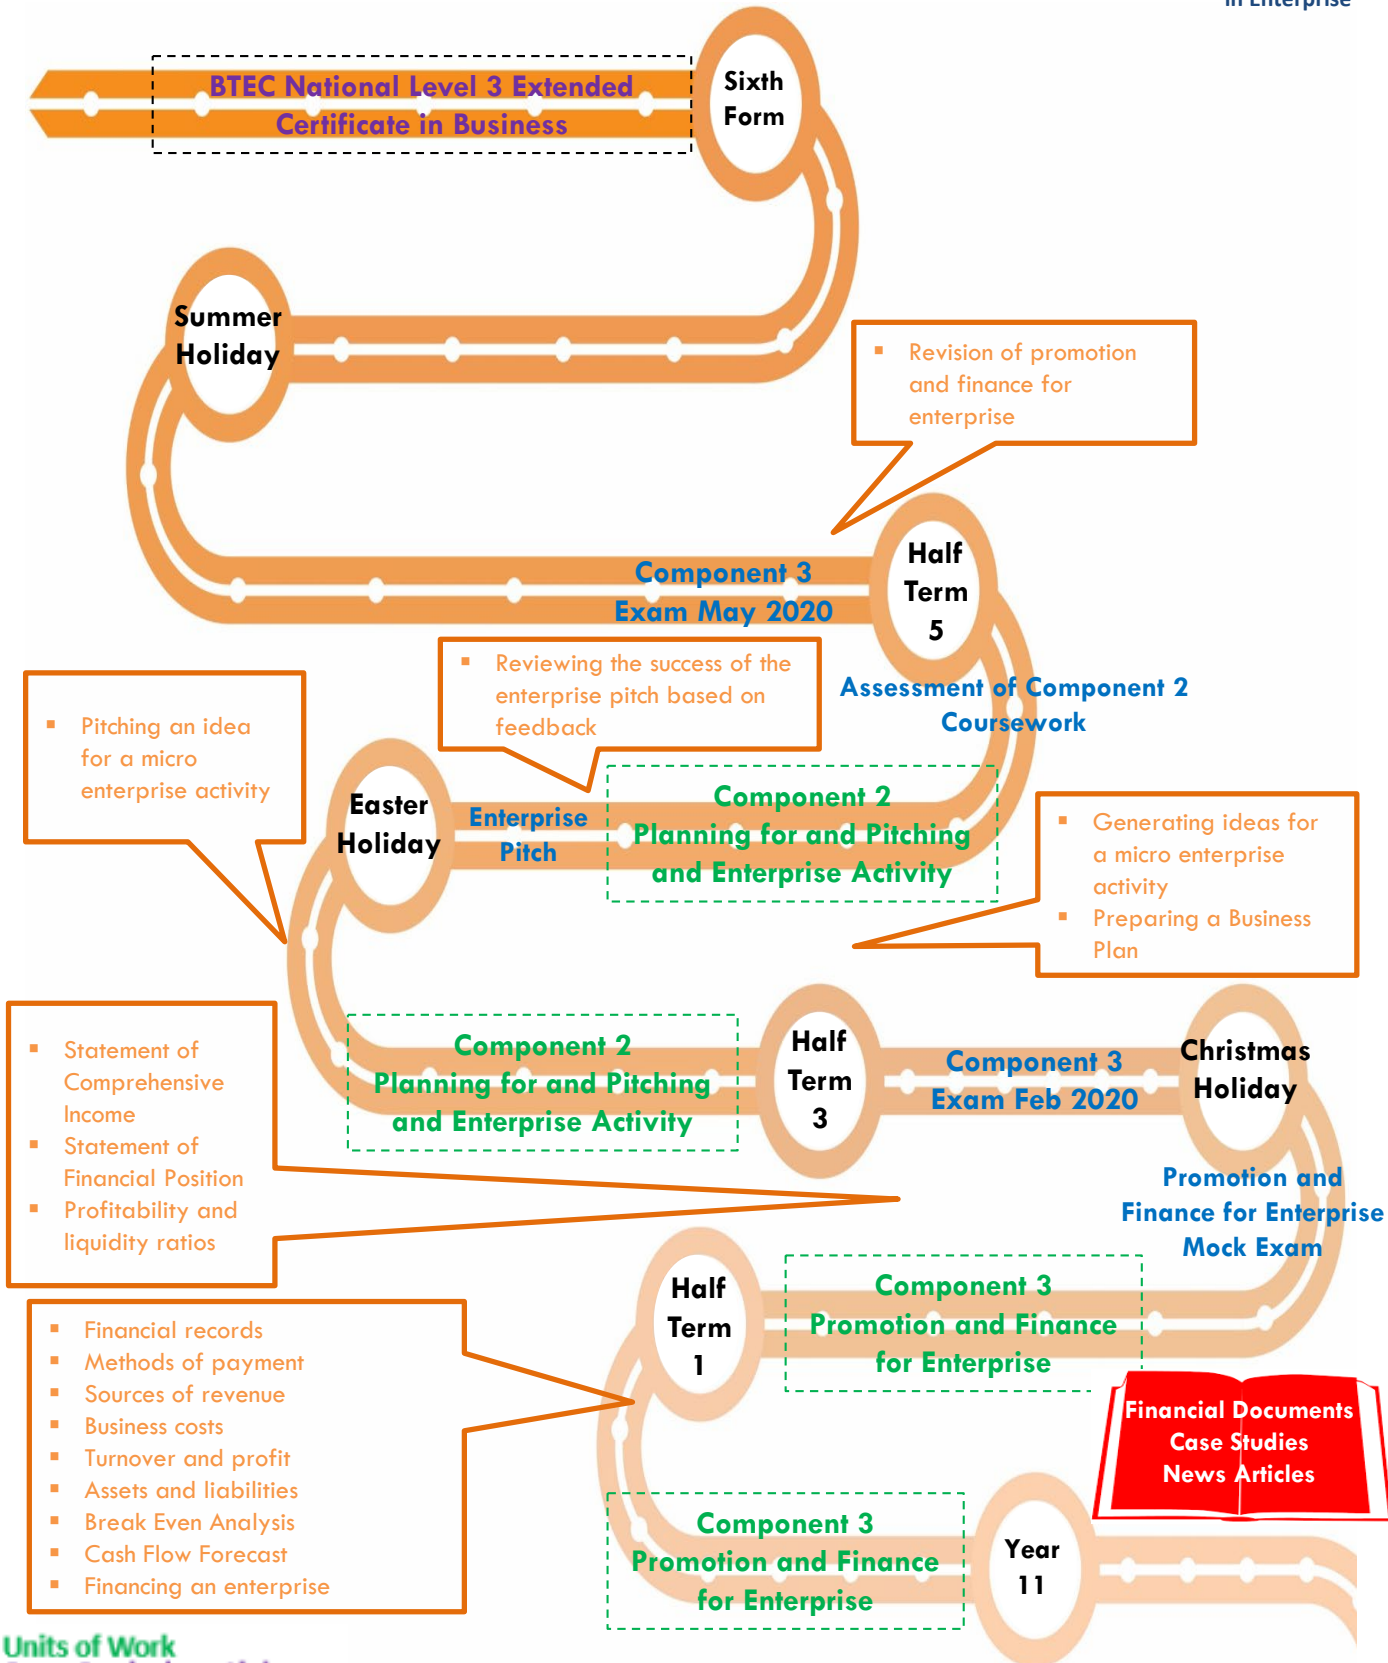 in Enterprise
BTEC National Level 3 Extended
Certificate in Business
Sixth
Form
Summer
Holiday
▪ Revision of promotion
and finance for
enterprise
Half
Term
5
Component 3
Exam May 2020
▪ Reviewing the success of the
enterprise pitch based on
feedback
Assessment of Component 2
Coursework
▪ Pitching an idea
for a micro
enterprise activity
Easter
Holiday
Enterprise
Pitch
Component 2
Planning for and Pitching
and Enterprise Activity
▪ Generating ideas for
a micro enterprise
activity
▪ Preparing a Business
Plan
▪ Statement of
Comprehensive
Income
▪ Statement of
Financial Position
▪ Profitability and
liquidity ratios
Component 2
Planning for and Pitching
and Enterprise Activity
Half
Term
3
Component 3
Exam Feb 2020
Christmas
Holiday
Promotion and
Finance for Enterprise
Mock Exam
Half
Term
1
Component 3
Promotion and Finance
for Enterprise
▪ Financial records
▪ Methods of payment
▪ Sources of revenue
▪ Business costs
▪ Turnover and profit
▪ Assets and liabilities
▪ Break Even Analysis
▪ Cash Flow Forecast
▪ Financing an enterprise
Financial Documents
Case Studies
News Articles
Component 3
Promotion and Finance
for Enterprise
Year
11
Units of Work